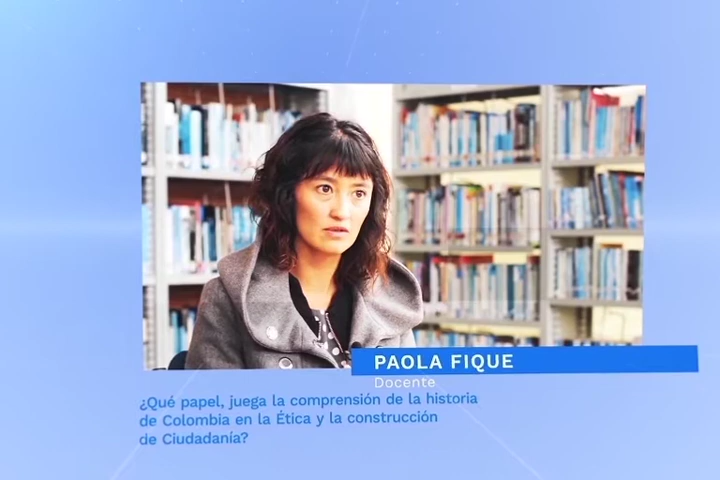 PAOLA FIQUE
Docente
¿Qué papel, juega la comprensión de la historia
de Colombia en la Ética y la construcción
de Ciudadanía?